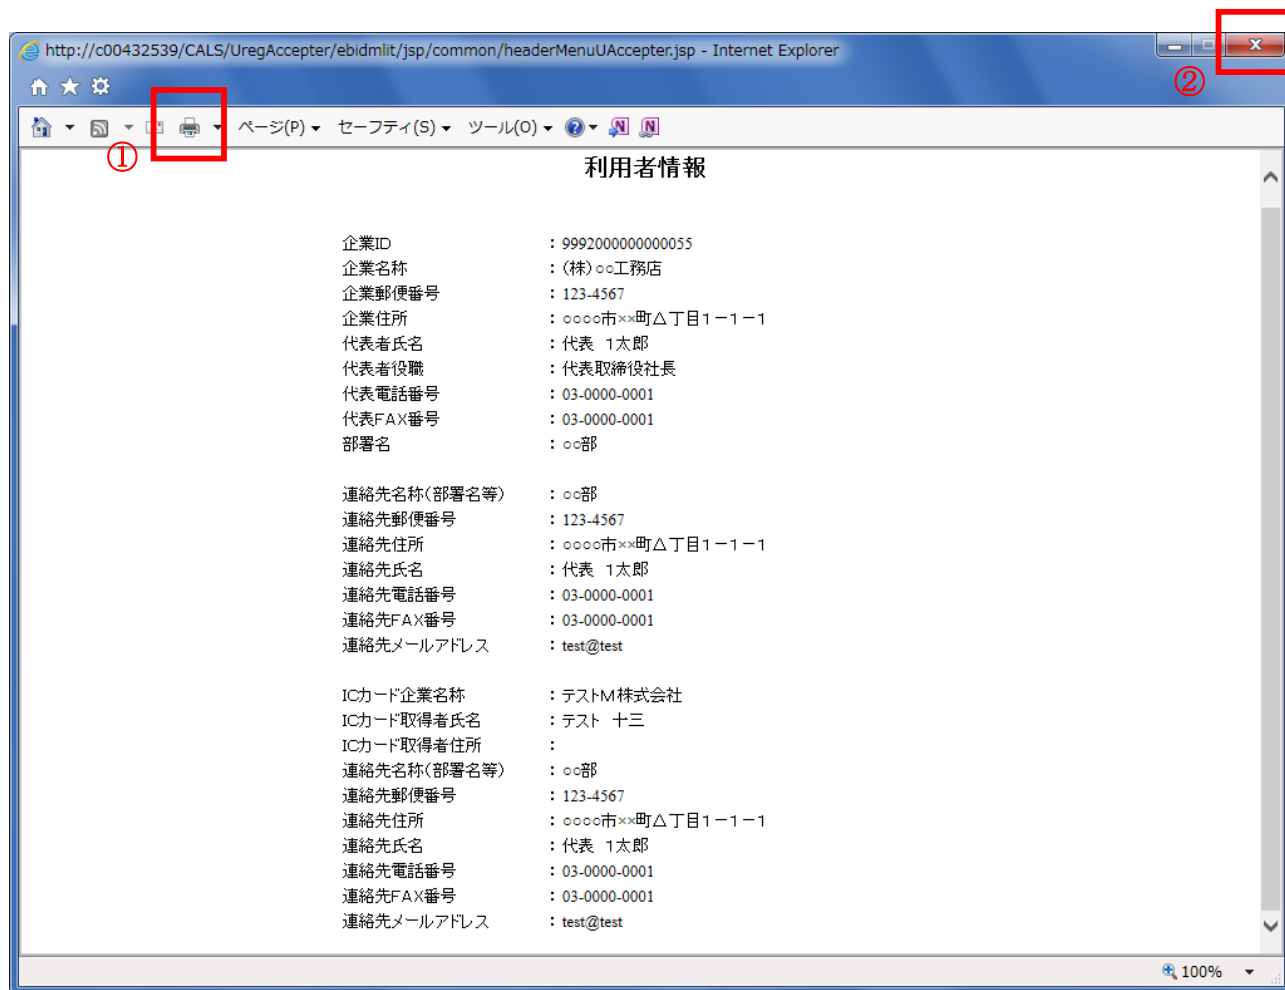 http://c00432539/CALS/UregAccepter/ebidmlit/jsp/common/headerMenuUAccepter.jsp - Internet Explorer
②
ページ(P) セーフティ(S) ツール(O)
①
利用者情報
企業ID : 9992000000000055
企業名称 : (株)○○工務店
企業郵便番号 : 123-4567
企業住所 : ○○○○市××町△丁目1-1-1
代表者氏名 : 代表 1太郎
代表者役職 : 代表取締役社長
代表電話番号 : 03-0000-0001
代表FAX番号 : 03-0000-0001
部署名 : ○○部
連絡先名称(部署名等) : ○○部
連絡先郵便番号 : 123-4567
連絡先住所 : ○○○○市××町△丁目1-1-1
連絡先氏名 : 代表 1太郎
連絡先電話番号 : 03-0000-0001
連絡先FAX番号 : 03-0000-0001
連絡先メールアドレス : test@test
ICカード企業名称 : テストM株式会社
ICカード取得者氏名 : テスト 十三
ICカード取得者住所 :
連絡先名称(部署名等) : ○○部
連絡先郵便番号 : 123-4567
連絡先住所 : ○○○○市××町△丁目1-1-1
連絡先氏名 : 代表 1太郎
連絡先電話番号 : 03-0000-0001
連絡先FAX番号 : 03-0000-0001
連絡先メールアドレス : test@test
100%